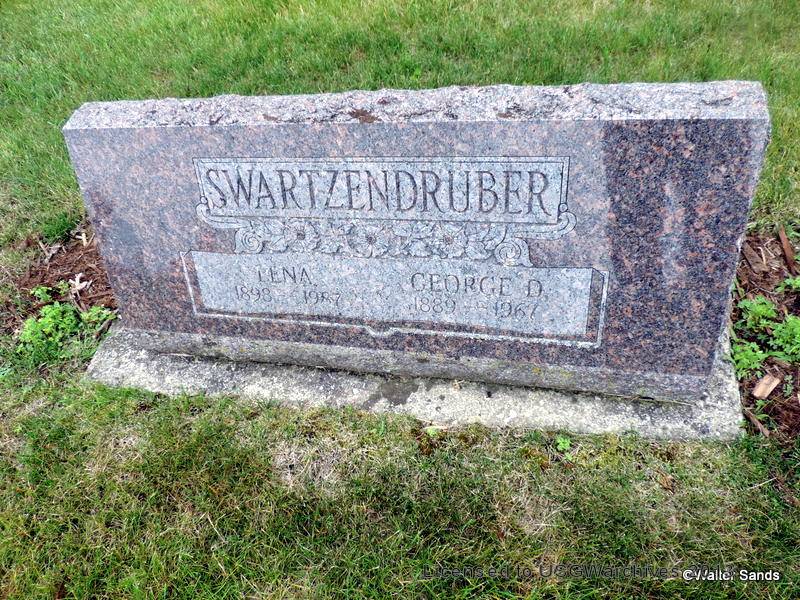 SWARTZENDRUBER
LENA. GEORGE D.
1898 - 1987 1889 - 1967
Licensed to USGWarchives
©Walter Sands